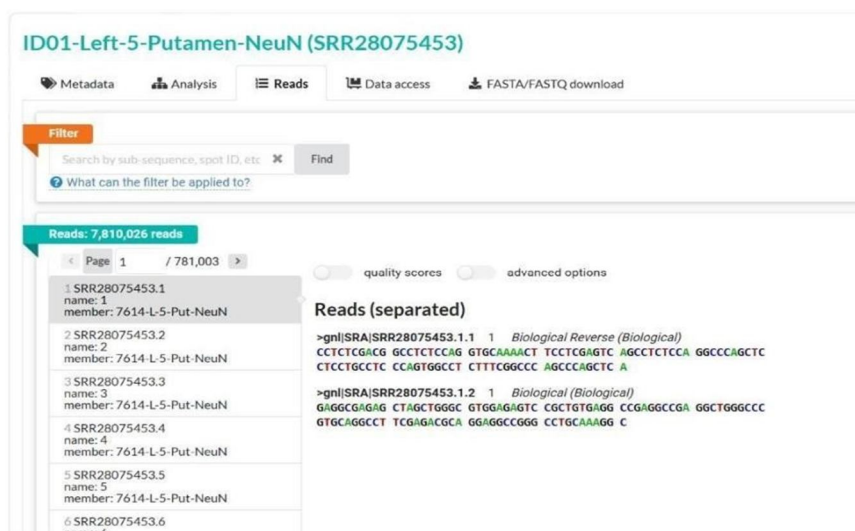 ID01-Left-5-Putamen-NeuN (SRR28075453)
Metadata Analysis Reads Data access FASTA/FASTQ download
Filter
Search by sub-sequence, spot ID, etc Find
What can the filter be applied to?
Reads: 7,810,026 reads
< Page 1 / 781,003 >
1 SRR28075453.1
name: 1
member: 7614-L-5-Put-NeuN
2 SRR28075453.2
name: 2
member: 7614-L-5-Put-NeuN
3 SRR28075453.3
name: 3
member: 7614-L-5-Put-NeuN
4 SRR28075453.4
name: 4
member: 7614-L-5-Put-NeuN
5 SRR28075453.5
name: 5
member: 7614-L-5-Put-NeuN
6 SRR28075453.6
quality scores advanced options
Reads (separated)
>gnl|SRA|SRR28075453.1.1 1 Biological Reverse (Biological)
CCTCTCGACG GCCTCTCCAG GTGCAAAACT TCCTCGAGTC AGCCTCTCCA GGCCCAGCTC
CTCCTGCCTC CCAGTGGCCT CTTTCGGCCC AGCCCAGCTC A
>gnl|SRA|SRR28075453.1.2 1 Biological (Biological)
GAGGCGAGAG CTAGCTGGGC GTGGAGAGTC CGCTGTGAGG CCGAGGCCGA GGCTGGGCCC
GTGCAGGCCT TCGAGACGCA GGAGGCCGGG CCTGCAAAGG C